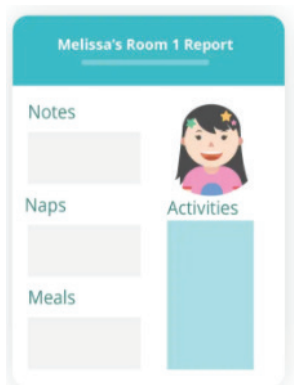 Melissa's Room 1 Report
Notes
Naps
Activities
Meals